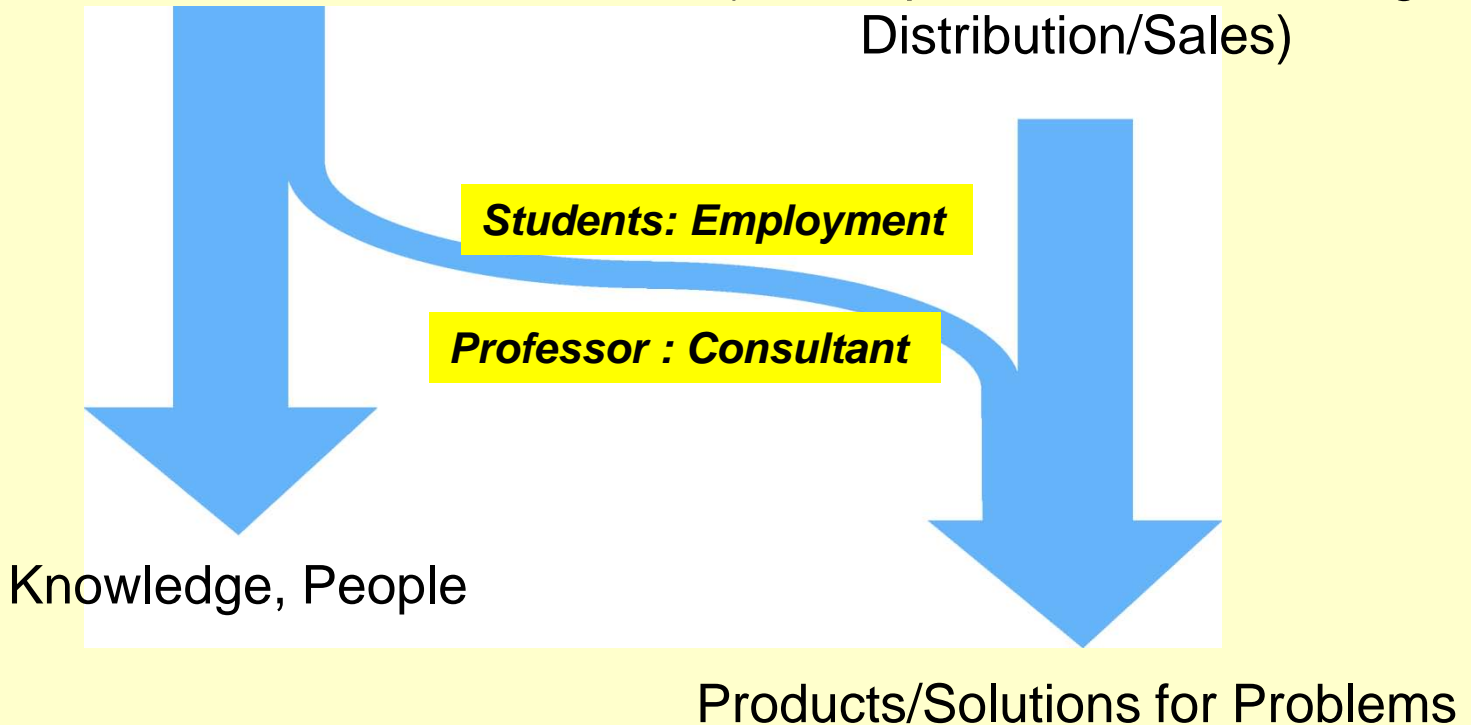 Distribution/Sales)
Students: Employment
Professor : Consultant
Knowledge, People
Products/Solutions for Problems